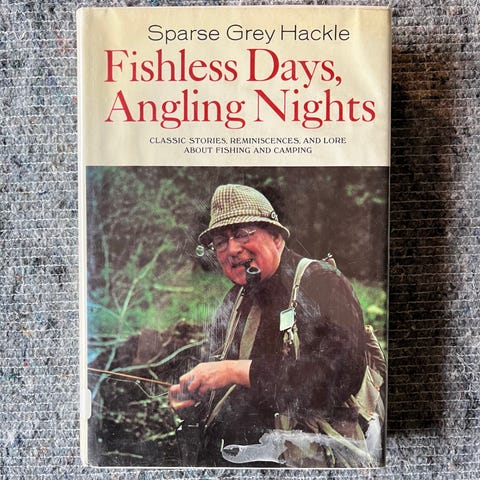 Sparse Grey Hackle
Fishless Days,
Angling Nights
CLASSIC STORIES, REMINISCENCES, AND LORE
ABOUT FISHING AND CAMPING